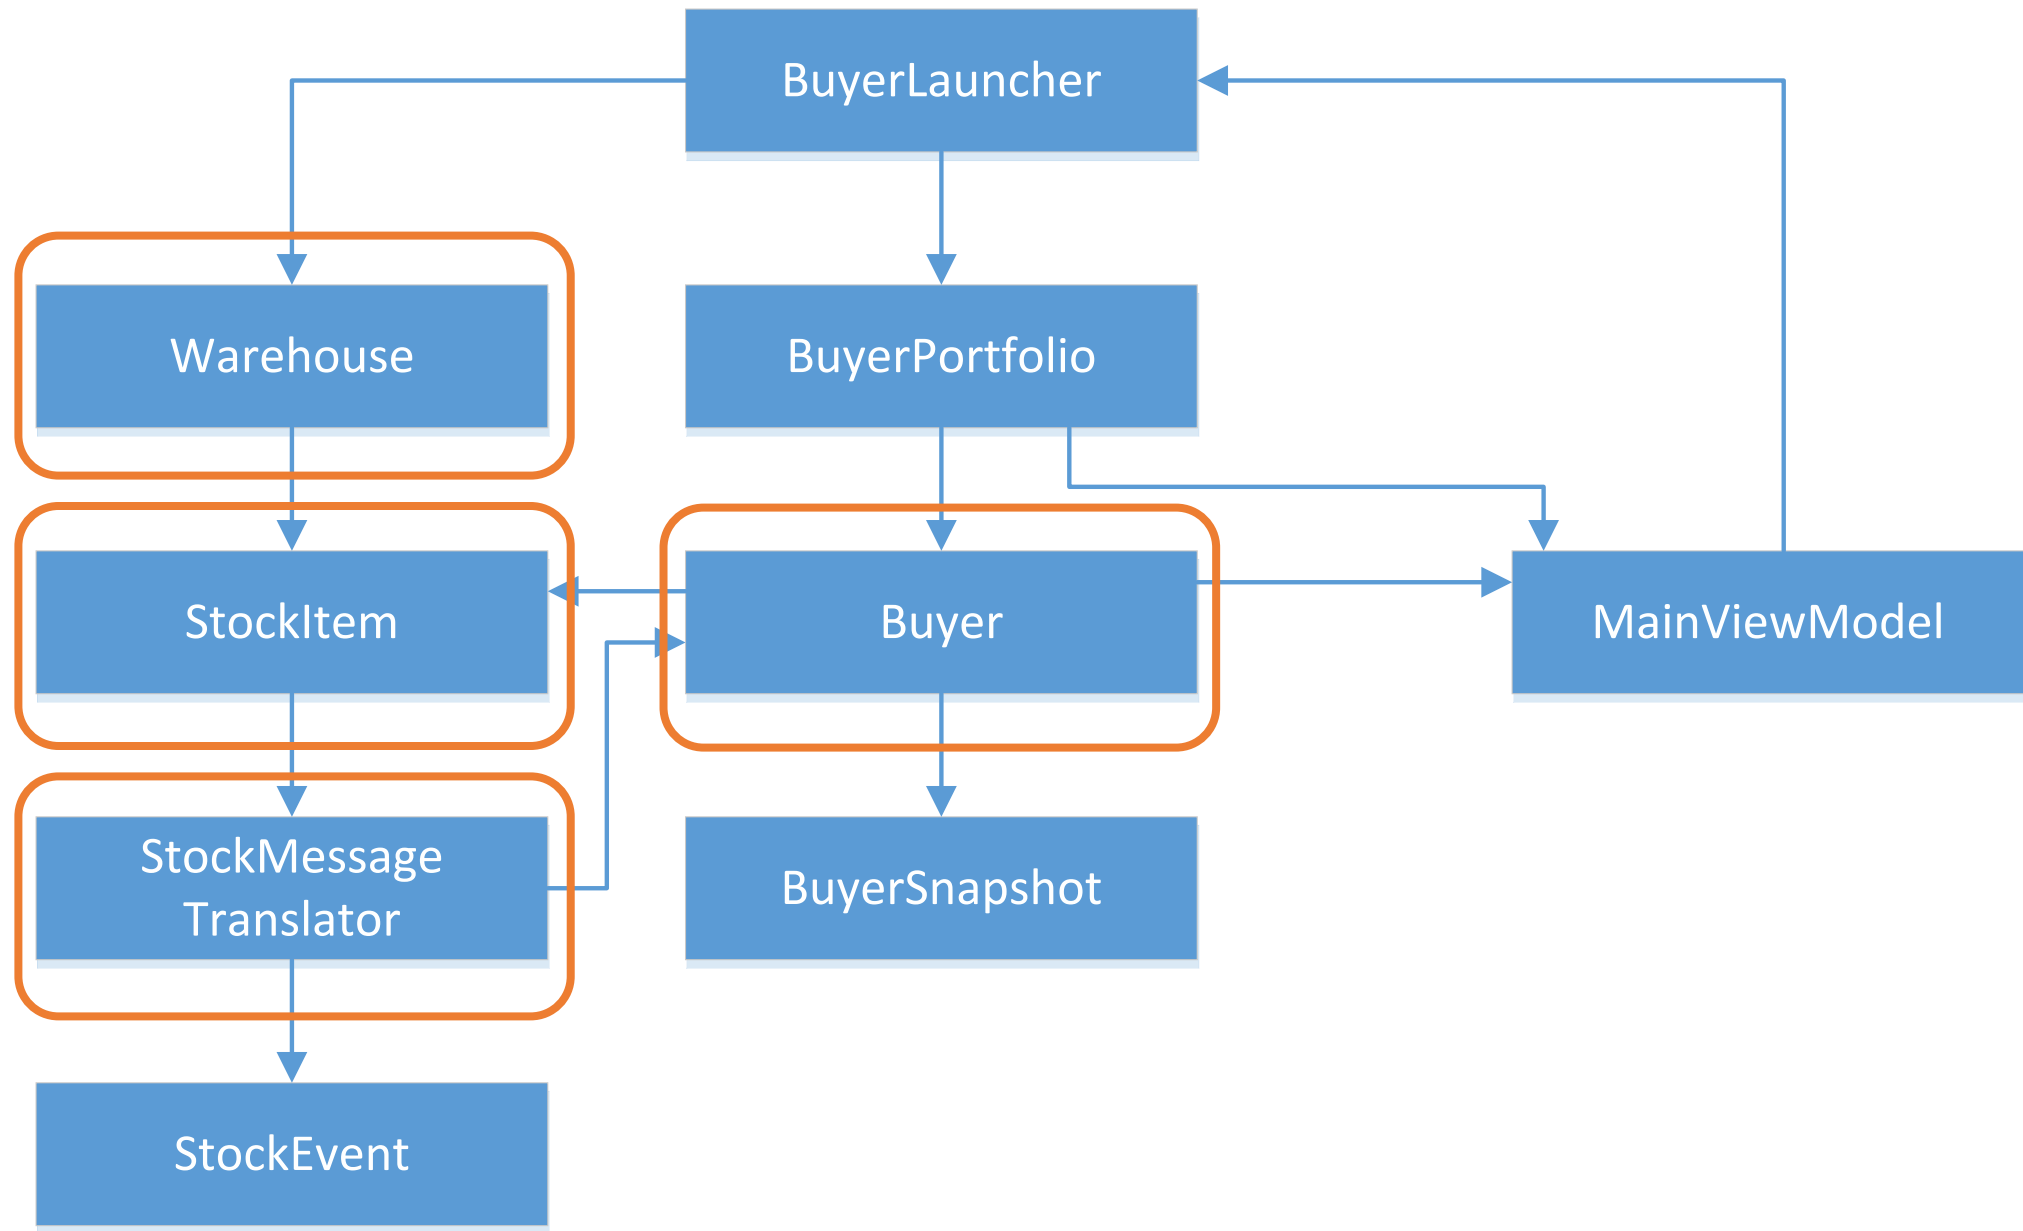 BuyerLauncher
Warehouse
BuyerPortfolio
StockItem
Buyer
MainViewModel
StockMessage
Translator
BuyerSnapshot
StockEvent